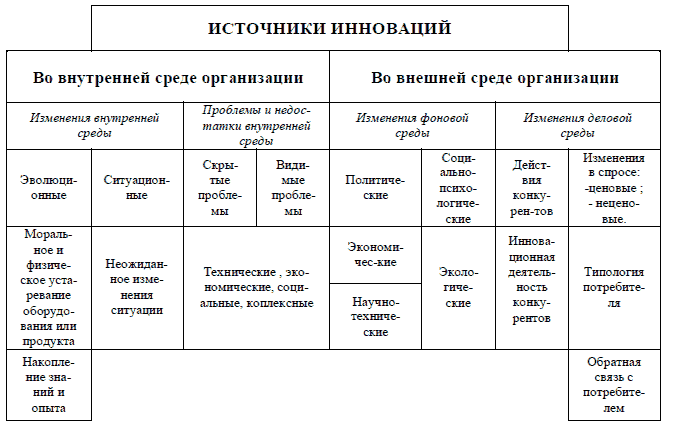 ИСТОЧНИКИ ИННОВАЦИЙ
Во внутренней среде организации
Во внешней среде организации
Изменения внутренней
среды
Проблемы и недос-
татки внутренней
среды
Изменения фоновой
среды
Изменения деловой
среды
Эволюци-
онные
Ситуацион-
ные
Скры-
тые
пробле-
мы
Види-
мые
пробле-
мы
Политиче-
ские
Соци-
ально-
психо-
логиче-
ские
Дейст-
вия
конку-
рен-тов
Изменения
в спросе:
-ценовые ;
- нецено-
вые.
Мораль-
ное и
физиче-
ское уста-
ревание
оборудо-
вания или
продукта
Неожидан-
ное изме-
нения
ситуации
Технические , эко-
номические, соци-
альные, коплексные
Экономи-
чес-кие
Научно-
техниче-
ские
Эколо-
гиче-
ские
Иннова-
ционная
деятель-
ность
конку-
рентов
Типология
потребите-
ля
Накопле-
ние зна-
ний и
опыта
Обратная
связь с
потребите-
лем